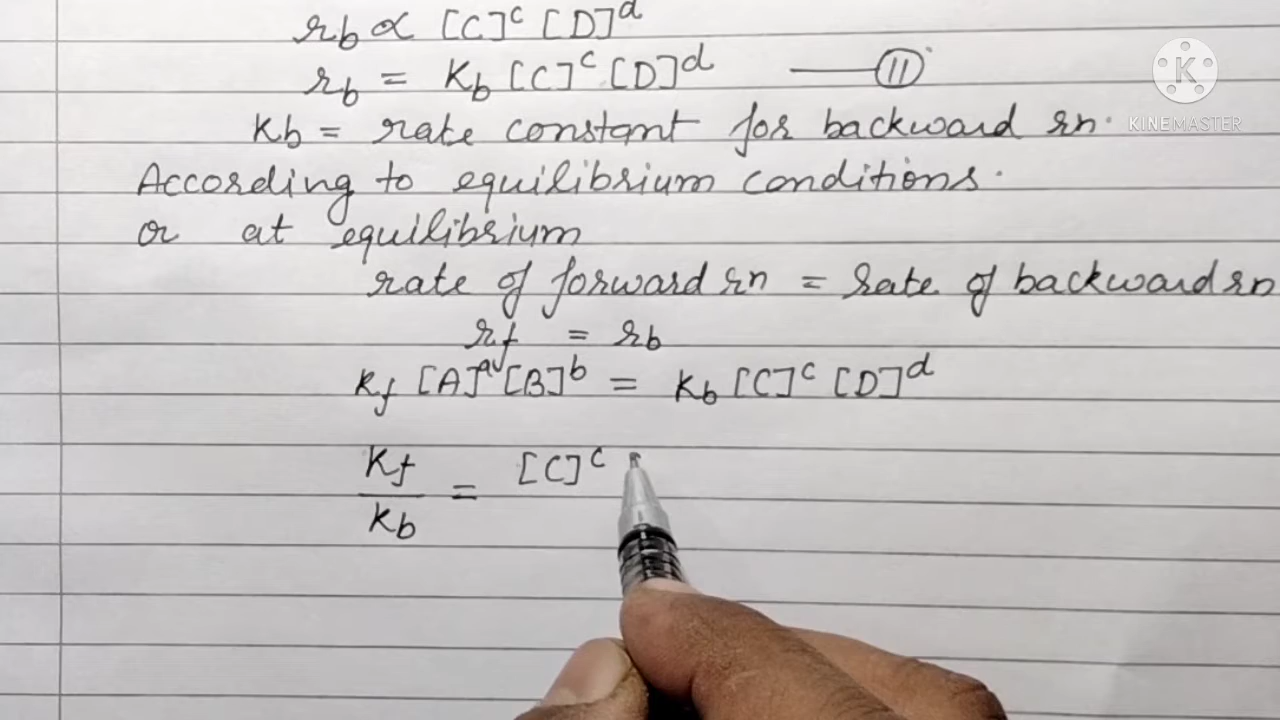 rb ∝ [C]ᶜ [D]ᵈ
rb = Kb [C]ᶜ [D]ᵈ —— (II)
Kb = rate constant for backward rn.
KINEMASTER
According to equilibrium conditions.
or at equilibrium
rate of forward rn = Rate of backward rn
rf = rb
Kf [A]ᵃ [B]ᵇ = Kb [C]ᶜ [D]ᵈ
Kf / Kb = [C]ᶜ